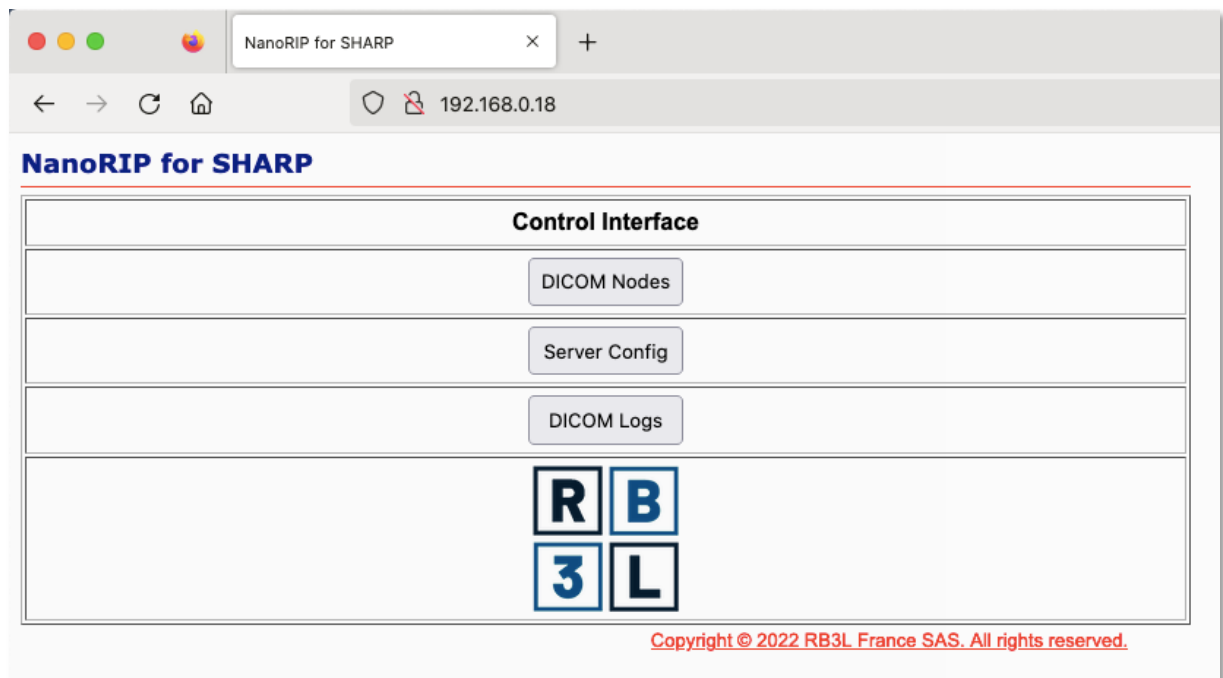 NanoRIP for SHARP
192.168.0.18
NanoRIP for SHARP
Control Interface
DICOM Nodes
Server Config
DICOM Logs
R B
3 L
Copyright © 2022 RB3L France SAS. All rights reserved.